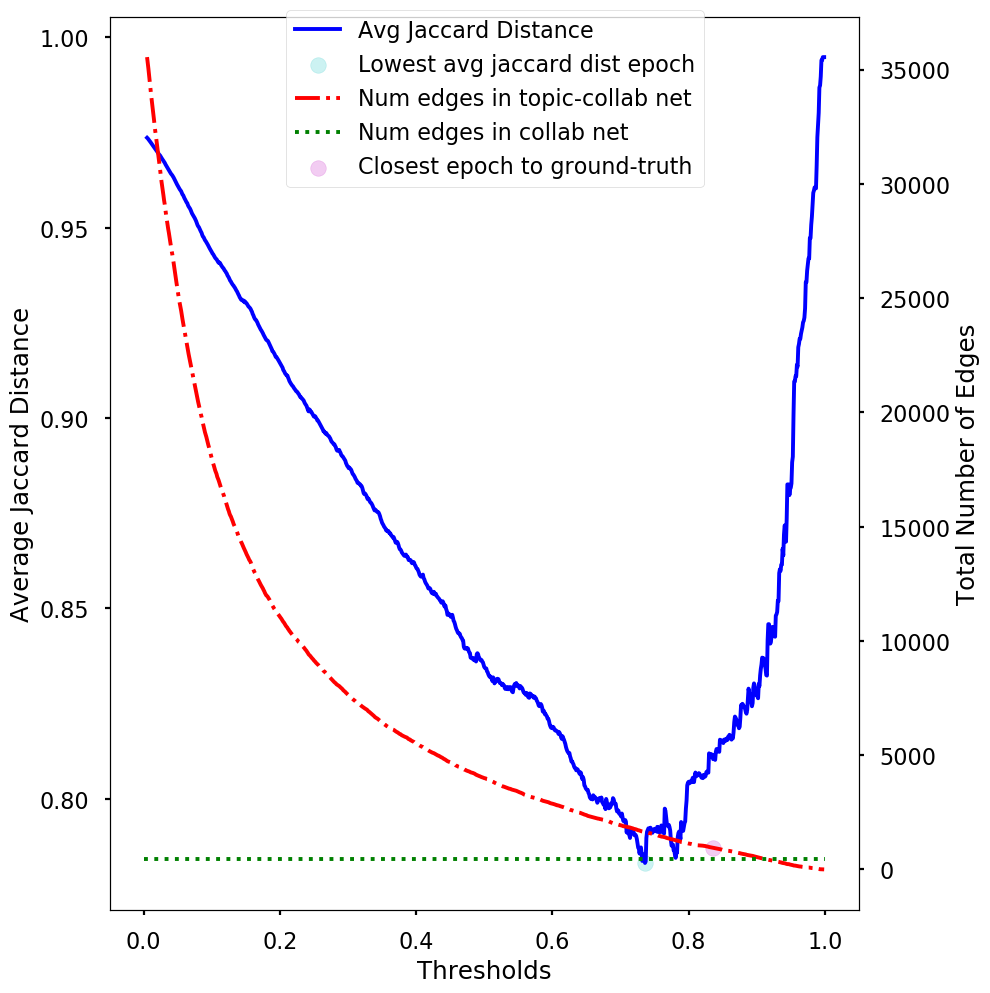 Avg Jaccard Distance
Lowest avg jaccard dist epoch
Num edges in topic-collab net
Num edges in collab net
Closest epoch to ground-truth
1.00
0.95
0.90
0.85
0.80
Average Jaccard Distance
35000
30000
25000
20000
15000
10000
5000
0
Total Number of Edges
0.0 0.2 0.4 0.6 0.8 1.0
Thresholds